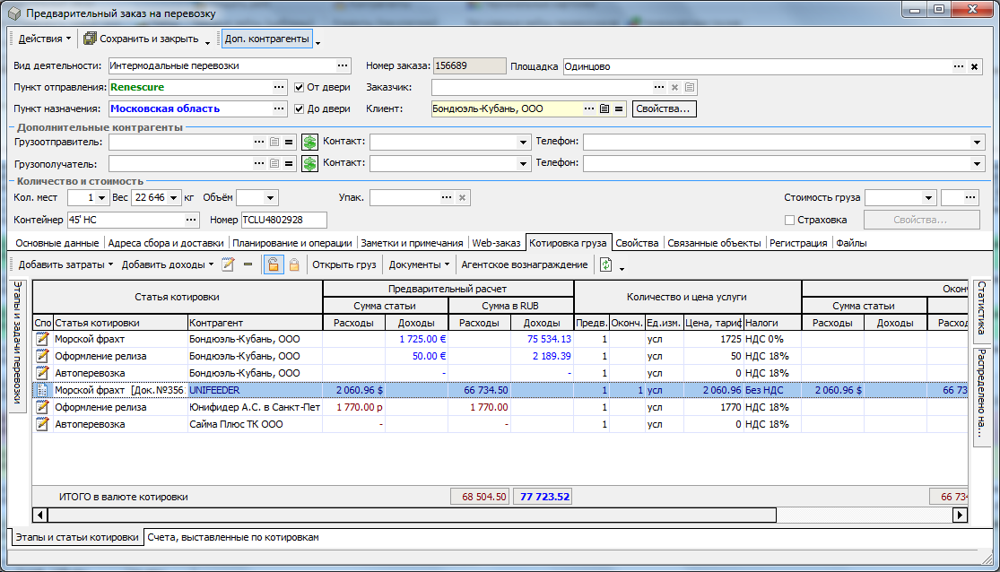 Предварительный заказ на перевозку
Действия Сохранить и закрыть Доп. контрагенты
Вид деятельности: Интермодальные перевозки ... Номер заказа: 156689 Площадка Одинцово ...
Пункт отправления: Renescure ... От двери Заказчик: ...
Пункт назначения: Московская область ... До двери Клиент: Бондюэль-Кубань, ООО ... Свойства...
Дополнительные контрагенты
Грузоотправитель: ... Контакт: Телефон:
Грузополучатель: ... Контакт: Телефон:
Количество и стоимость
Кол. мест 1 Вес 22 646 кг Объём Упак. ... Стоимость груза ...
Контейнер 45' HC ... Номер TCLU4802928 Страховка Свойства...
Основные данные Адреса сбора и доставки Планирование и операции Заметки и примечания Web-заказ Котировка груза Свойства Связанные объекты Регистрация Файлы
Добавить затраты Добавить доходы Открыть груз Документы Агентское вознаграждение
Этапы и задачи перевозки
Статья котировки Предварительный расчет Количество и цена услуги Оконч
Сумма статьи Сумма в RUB Сумма статьи
Спо Статья котировки Контрагент Расходы Доходы Расходы Доходы Предв. Оконч. Ед.изм. Цена, тариф Налоги Расходы Доходы Расход
Морской фрахт Бондюэль-Кубань, ООО 1 725.00 € 75 534.13 1 усл 1725 НДС 0%
Оформление релиза Бондюэль-Кубань, ООО 50.00 € 2 189.39 1 усл 50 НДС 18%
Автоперевозка Бондюэль-Кубань, ООО - - 1 усл 0 НДС 18%
Морской фрахт [Док.№356 UNIFEEDER 2 060.96 $ 66 734.50 1 1 усл 2 060.96 Без НДС 2 060.96 $ 66 73
Оформление релиза Юнифидер А.С. в Санкт-Пет 1 770.00 р 1 770.00 1 усл 1770 НДС 18%
Автоперевозка Сайма Плюс ТК ООО - - 1 усл 0 НДС 18%
ИТОГО в валюте котировки 68 504.50 77 723.52 66 734
Статистика
Распределено на...
Этапы и статьи котировки Счета, выставленные по котировкам